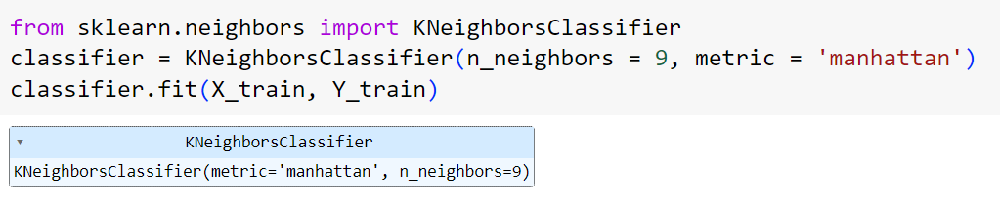 from sklearn.neighbors import KNeighborsClassifier
classifier = KNeighborsClassifier(n_neighbors = 9, metric = 'manhattan')
classifier.fit(X_train, Y_train)
KNeighborsClassifier
KNeighborsClassifier(metric='manhattan', n_neighbors=9)